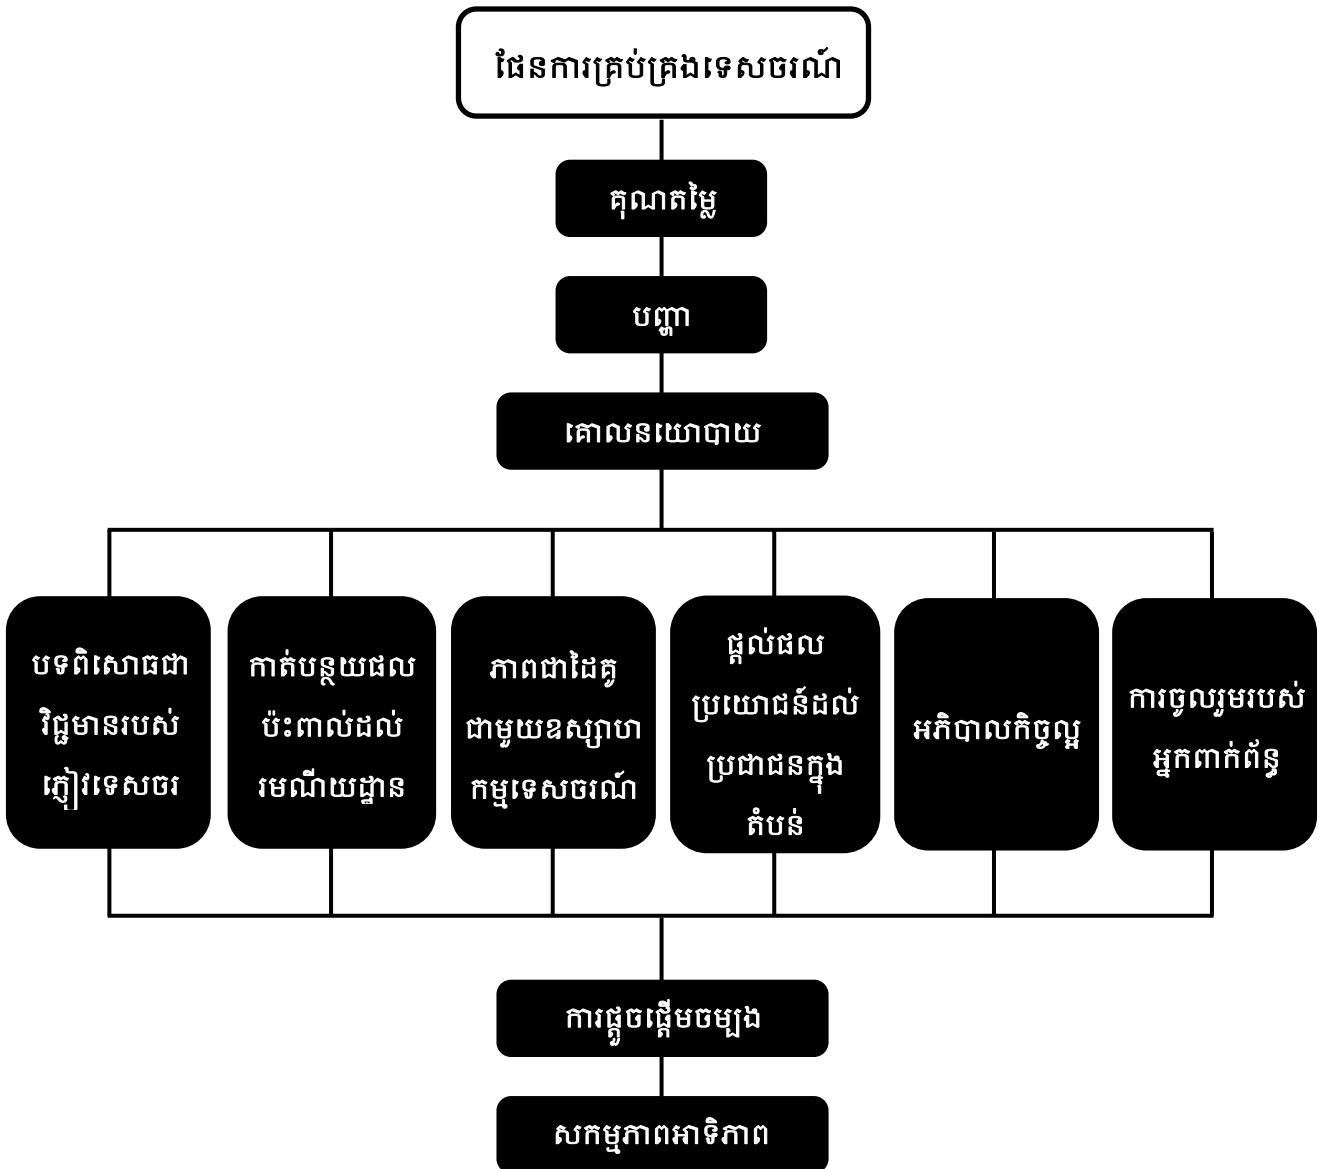 ផែនការគ្រប់គ្រងទេសចរណ៍
គុណតម្លៃ
បញ្ហា
គោលនយោបាយ
បទពិសោធជា
វិជ្ជមានរបស់
ភ្ញៀវទេសចរ
កាត់បន្ថយផល
ប៉ះពាល់ដល់
រមណីយដ្ឋាន
ភាពជាដៃគូ
ជាមួយឧស្សាហ
កម្មទេសចរណ៍
ផ្តល់ផល
ប្រយោជន៍ដល់
ប្រជាជនក្នុង
តំបន់
អភិបាលកិច្ចល្អ
ការចូលរួមរបស់
អ្នកពាក់ព័ន្ធ
ការផ្តួចផ្តើមចម្បង
សកម្មភាពអាទិភាព